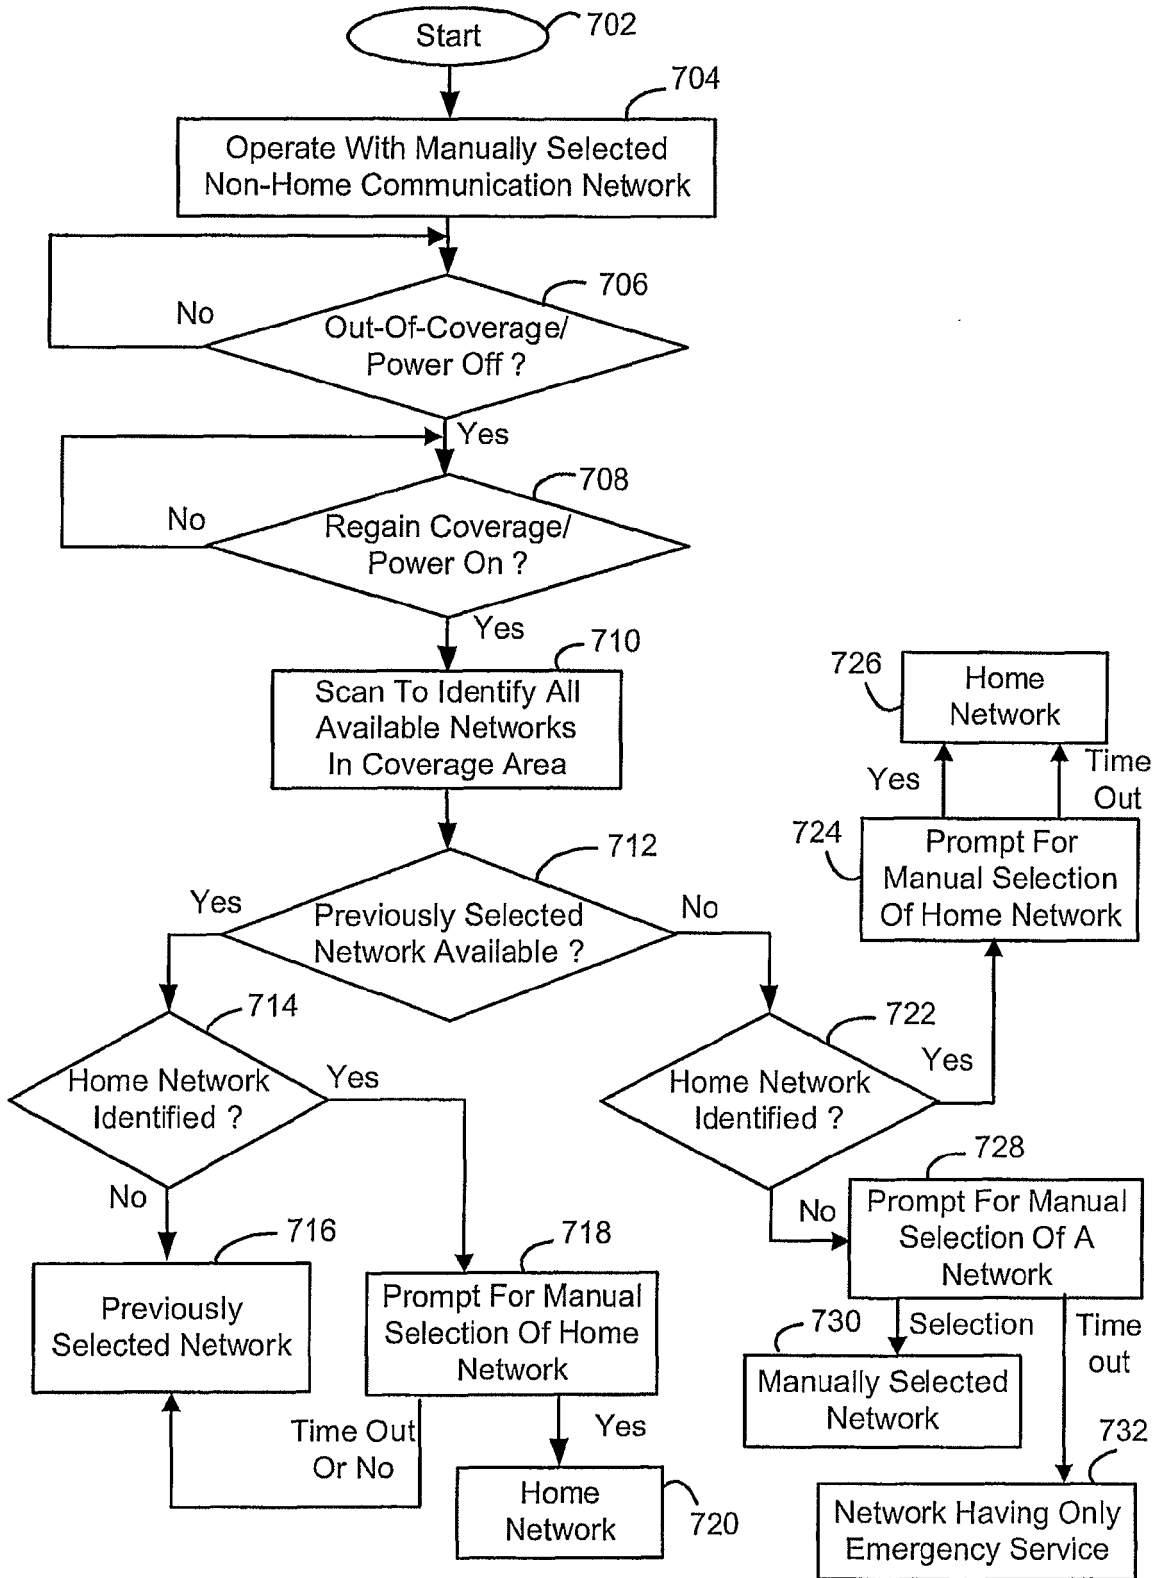 Start
702
704
Operate With Manually Selected
Non-Home Communication Network
706
No
Out-Of-Coverage/
Power Off ?
Yes
708
No
Regain Coverage/
Power On ?
Yes
710
Scan To Identify All
Available Networks
In Coverage Area
726
Home
Network
Yes
Time
Out
724
Prompt For
Manual Selection
Of Home Network
712
Yes
Previously Selected
Network Available ?
No
714
Home Network
Identified ?
Yes
722
Home Network
Identified ?
Yes
No
716
Previously
Selected Network
718
Prompt For Manual
Selection Of Home
Network
Time Out
Or No
Yes
Home
Network
720
No
728
Prompt For Manual
Selection Of A
Network
Selection
Time
out
730
Manually Selected
Network
732
Network Having Only
Emergency Service